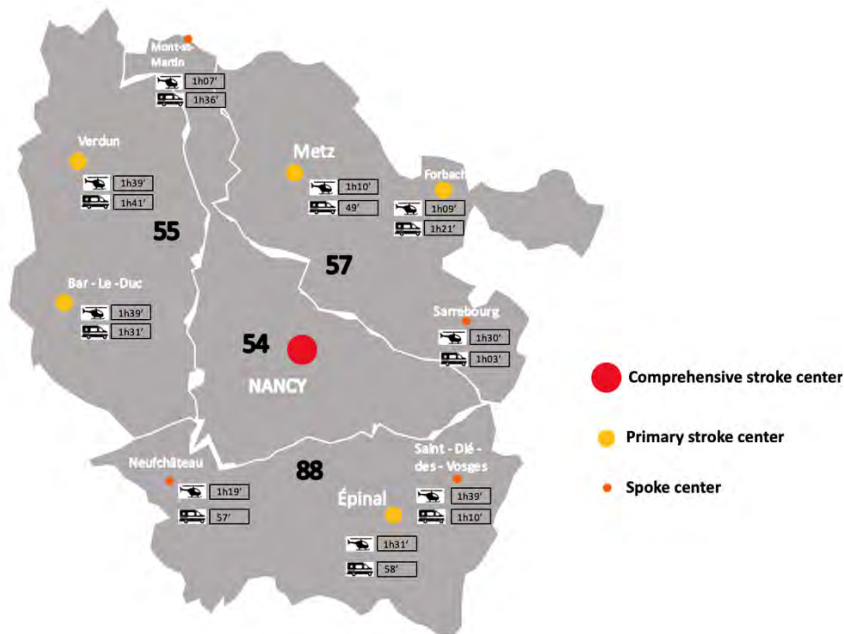 Mont-st-
Martin
1h07'
1h36'
Verdun
1h39'
1h41'
Metz
1h10'
49'
Forbach
1h09'
1h21'
55
57
Bar - Le -Duc
1h39'
1h31'
Sarrebourg
1h30'
1h03'
54
NANCY
Comprehensive stroke center
Primary stroke center
Spoke center
Neufchâteau
1h19'
57'
88
Saint - Dié -
des - Vosges
1h39'
1h10'
Épinal
1h31'
58'